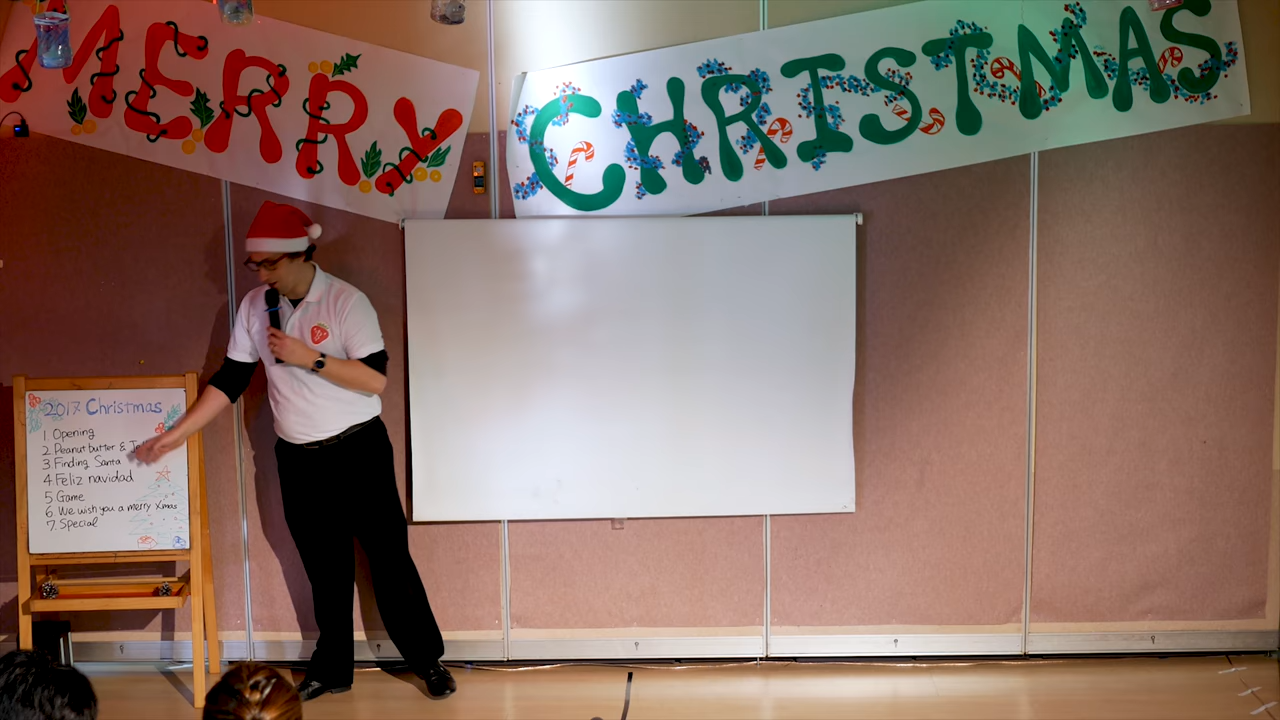 MERRY CHRISTMAS
2017 Christmas
1. Opening
2 Peanut butter &
3 Finding Santa
4 Feliz navidad
5 Game
6. We wish you a merry Xmas
7. Special